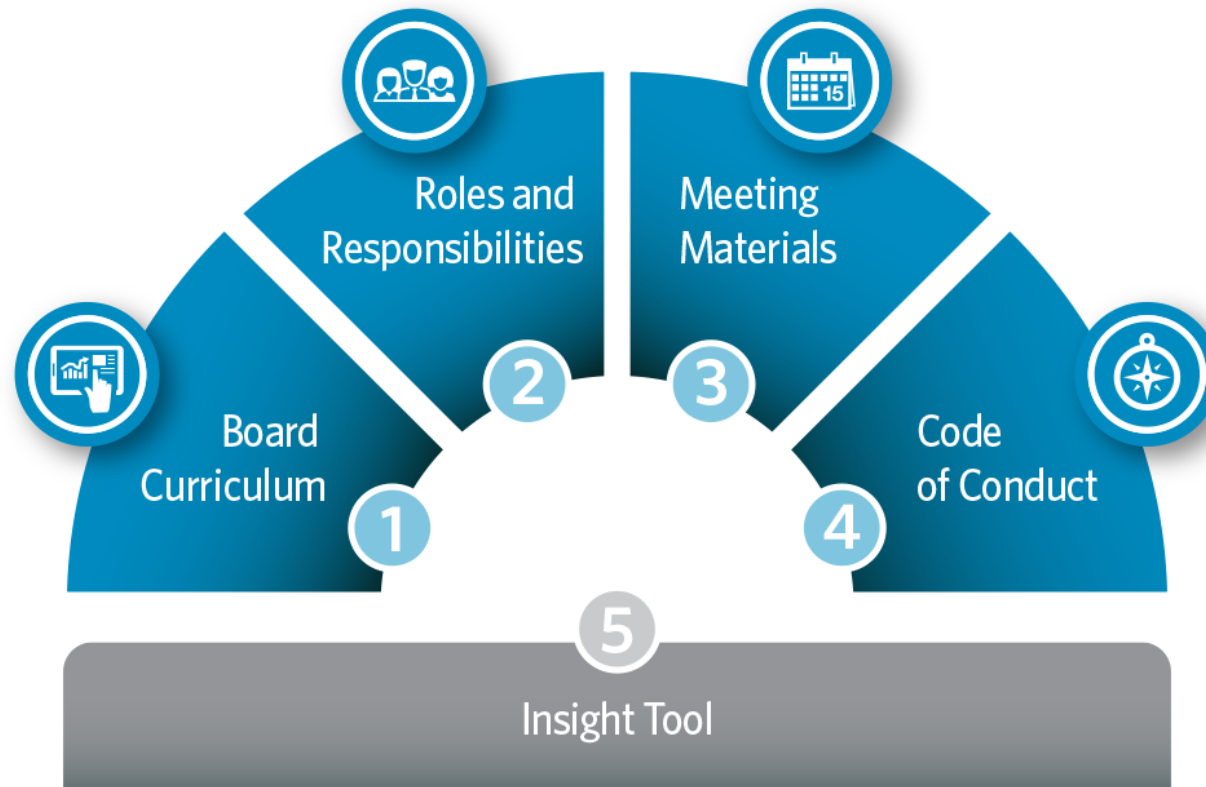 15
Roles and
Responsibilities
2
Meeting
Materials
3
Board
Curriculum
1
Code
of Conduct
4
5
Insight Tool